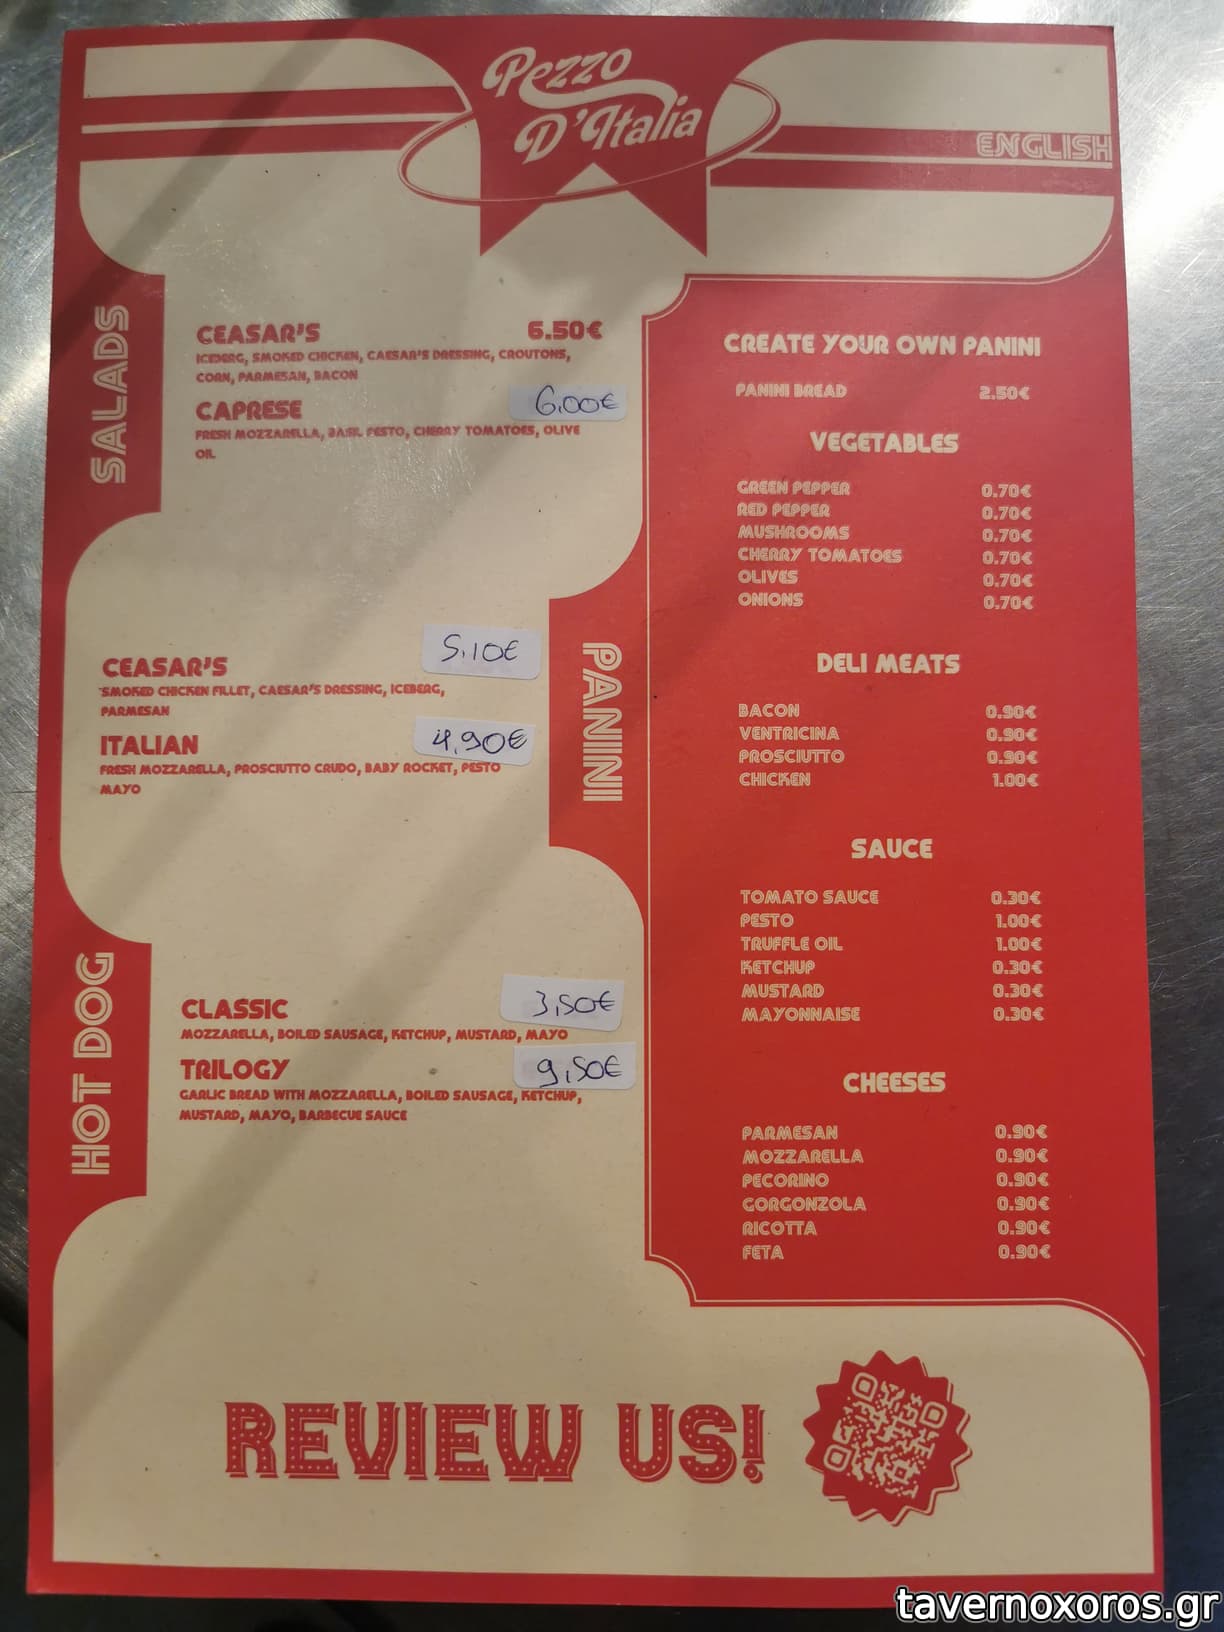 Pezzo
D'Italia
ENGLISH
SALADS
CEASAR'S 6.50€
ICEBERG, SMOKED CHICKEN, CAESAR'S DRESSING, CROUTONS,
CORN, PARMESAN, BACON
CAPRESE 6.00€
FRESH MOZZARELLA, BASIL PESTO, CHERRY TOMATOES, OLIVE
OIL
PANINI
CEASAR'S 5.10€
SMOKED CHICKEN FILLET, CAESAR'S DRESSING, ICEBERG,
PARMESAN
ITALIAN 4,90€
FRESH MOZZARELLA, PROSCIUTTO CRUDO, BABY ROCKET, PESTO
MAYO
HOT DOG
CLASSIC 3,50€
MOZZARELLA, BOILED SAUSAGE, KETCHUP, MUSTARD, MAYO
TRILOGY 9,50€
GARLIC BREAD WITH MOZZARELLA, BOILED SAUSAGE, KETCHUP,
MUSTARD, MAYO, BARBECUE SAUCE
CREATE YOUR OWN PANINI
PANINI BREAD 2.50€
VEGETABLES
GREEN PEPPER 0.70€
RED PEPPER 0.70€
MUSHROOMS 0.70€
CHERRY TOMATOES 0.70€
OLIVES 0.70€
ONIONS 0.70€
DELI MEATS
BACON 0.90€
VENTRICINA 0.90€
PROSCIUTTO 0.90€
CHICKEN 1.00€
SAUCE
TOMATO SAUCE 0.30€
PESTO 1.00€
TRUFFLE OIL 1.00€
KETCHUP 0.30€
MUSTARD 0.30€
MAYONNAISE 0.30€
CHEESES
PARMESAN 0.90€
MOZZARELLA 0.90€
PECORINO 0.90€
GORGONZOLA 0.90€
RICOTTA 0.90€
FETA 0.90€
REVIEW US!
tavernoxoros.gr